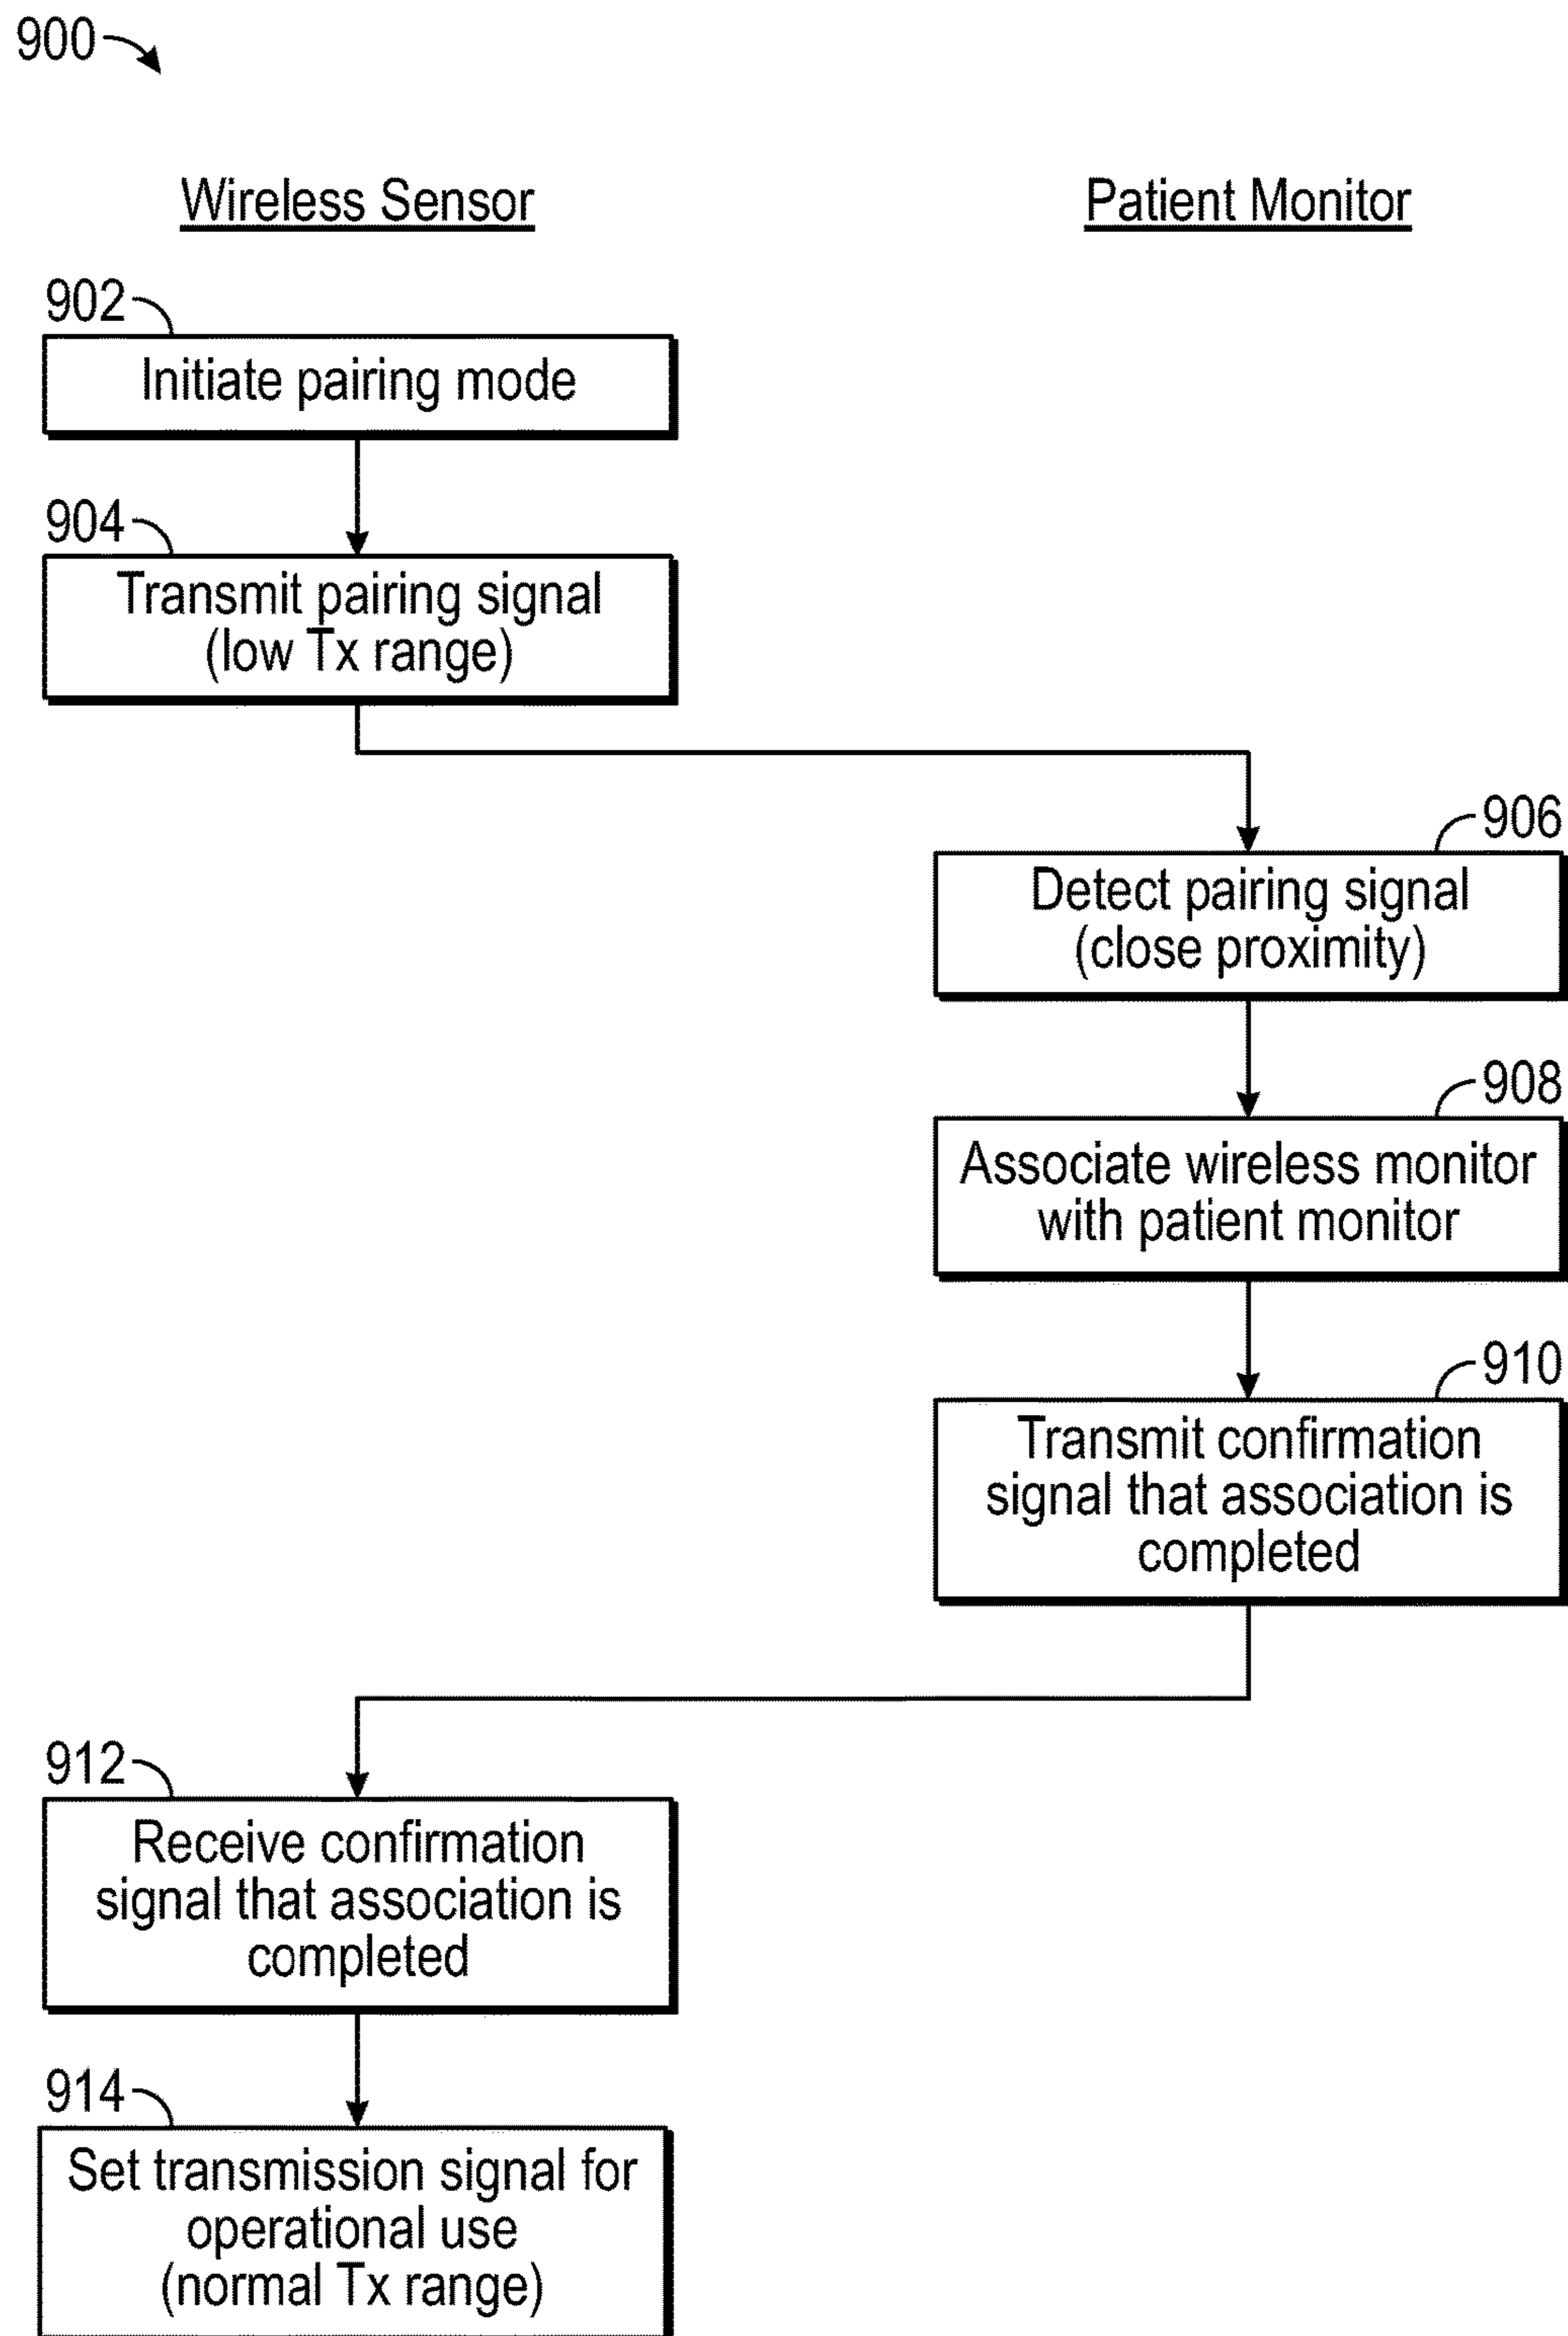 900
Wireless Sensor
Patient Monitor
902
Initiate pairing mode
904
Transmit pairing signal
(low Tx range)
906
Detect pairing signal
(close proximity)
908
Associate wireless monitor
with patient monitor
910
Transmit confirmation
signal that association is
completed
912
Receive confirmation
signal that association is
completed
914
Set transmission signal for
operational use
(normal Tx range)